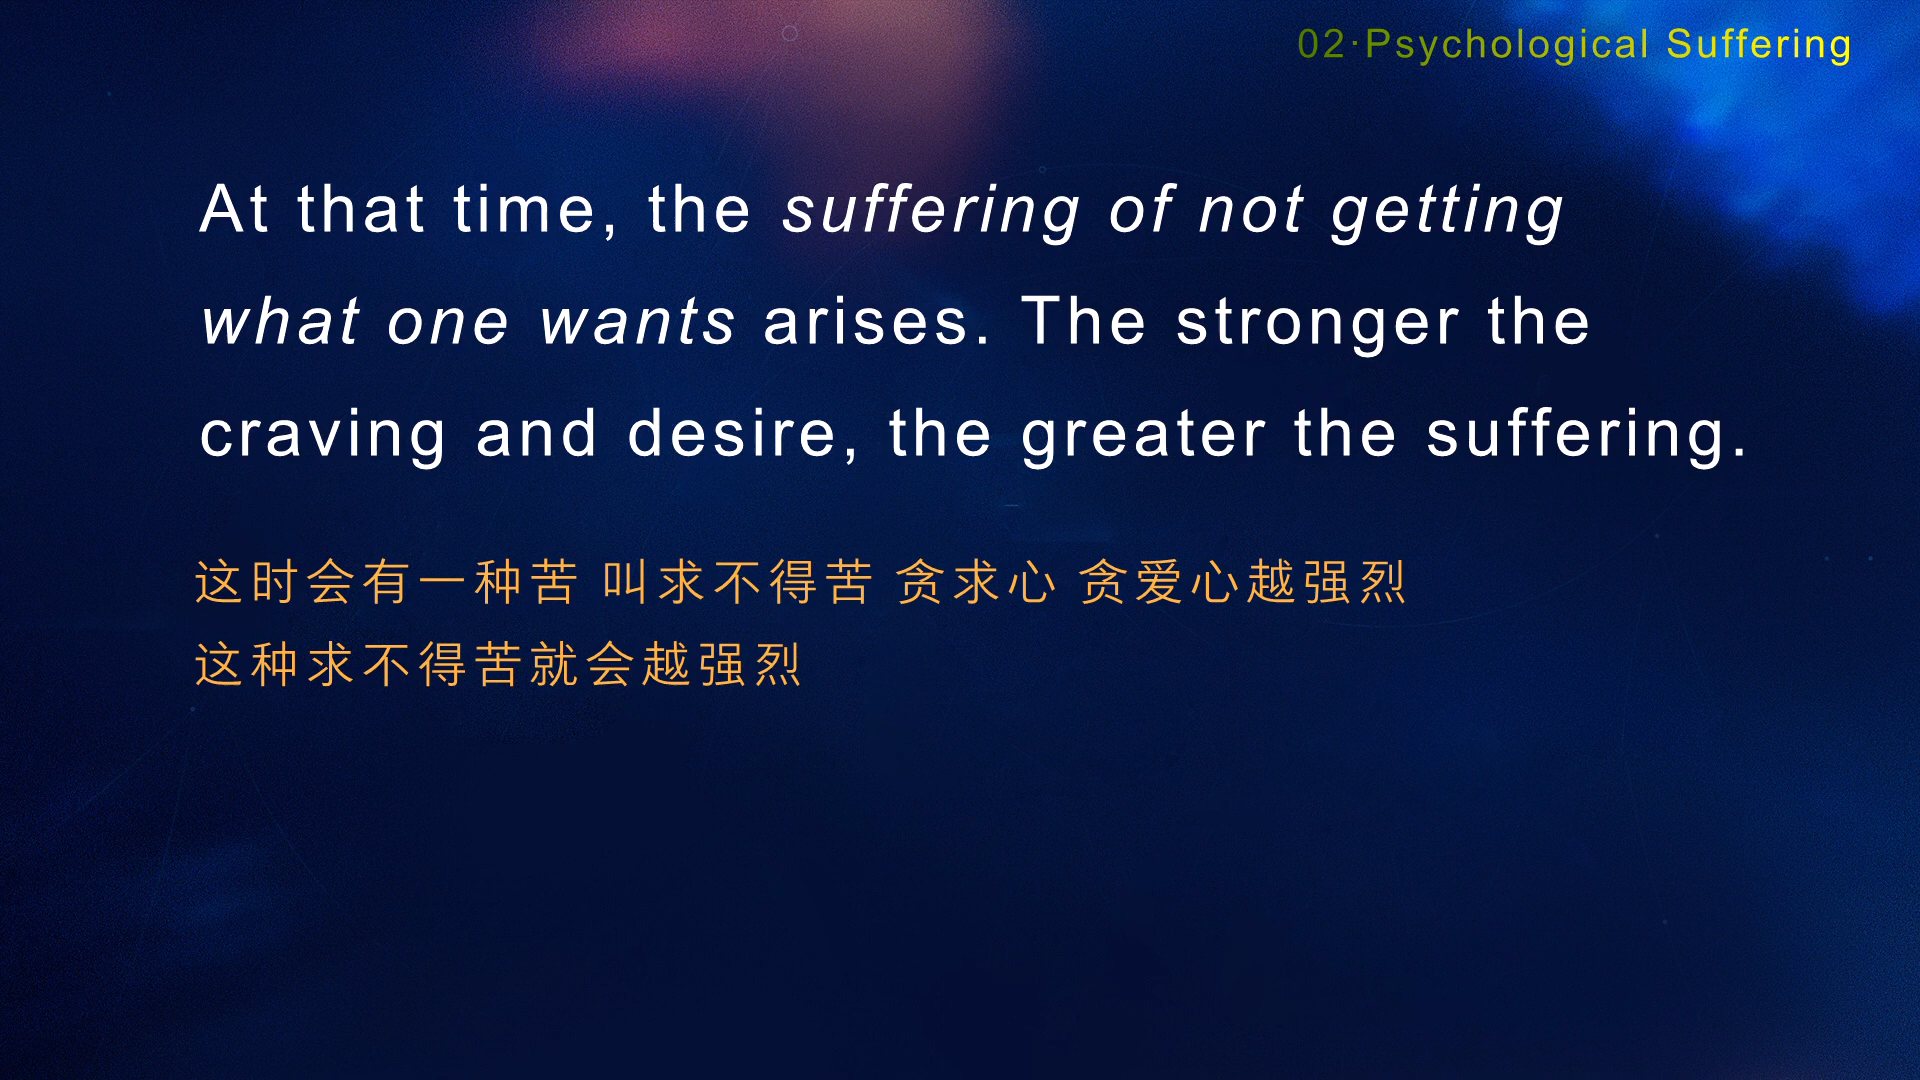 02·Psychological Suffering
At that time, the suffering of not getting
what one wants arises. The stronger the
craving and desire, the greater the suffering.
这时会有一种苦 叫求不得苦 贪求心 贪爱心越强烈
这种求不得苦就会越强烈